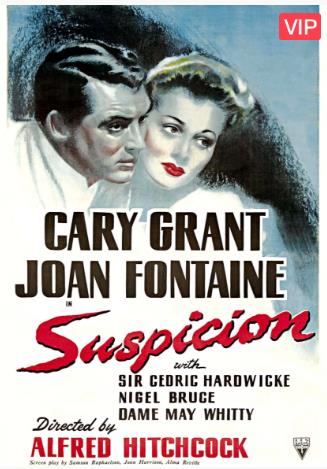 VIP
CARY GRANT
JOAN FONTAINE
IN
Suspicion
with
SIR CEDRIC HARDWICKE
NIGEL BRUCE
DAME MAY WHITTY
Directed by
ALFRED HITCHCOCK
Screen play by Samson Raphaelson, Joan Harrison, Alma Reville